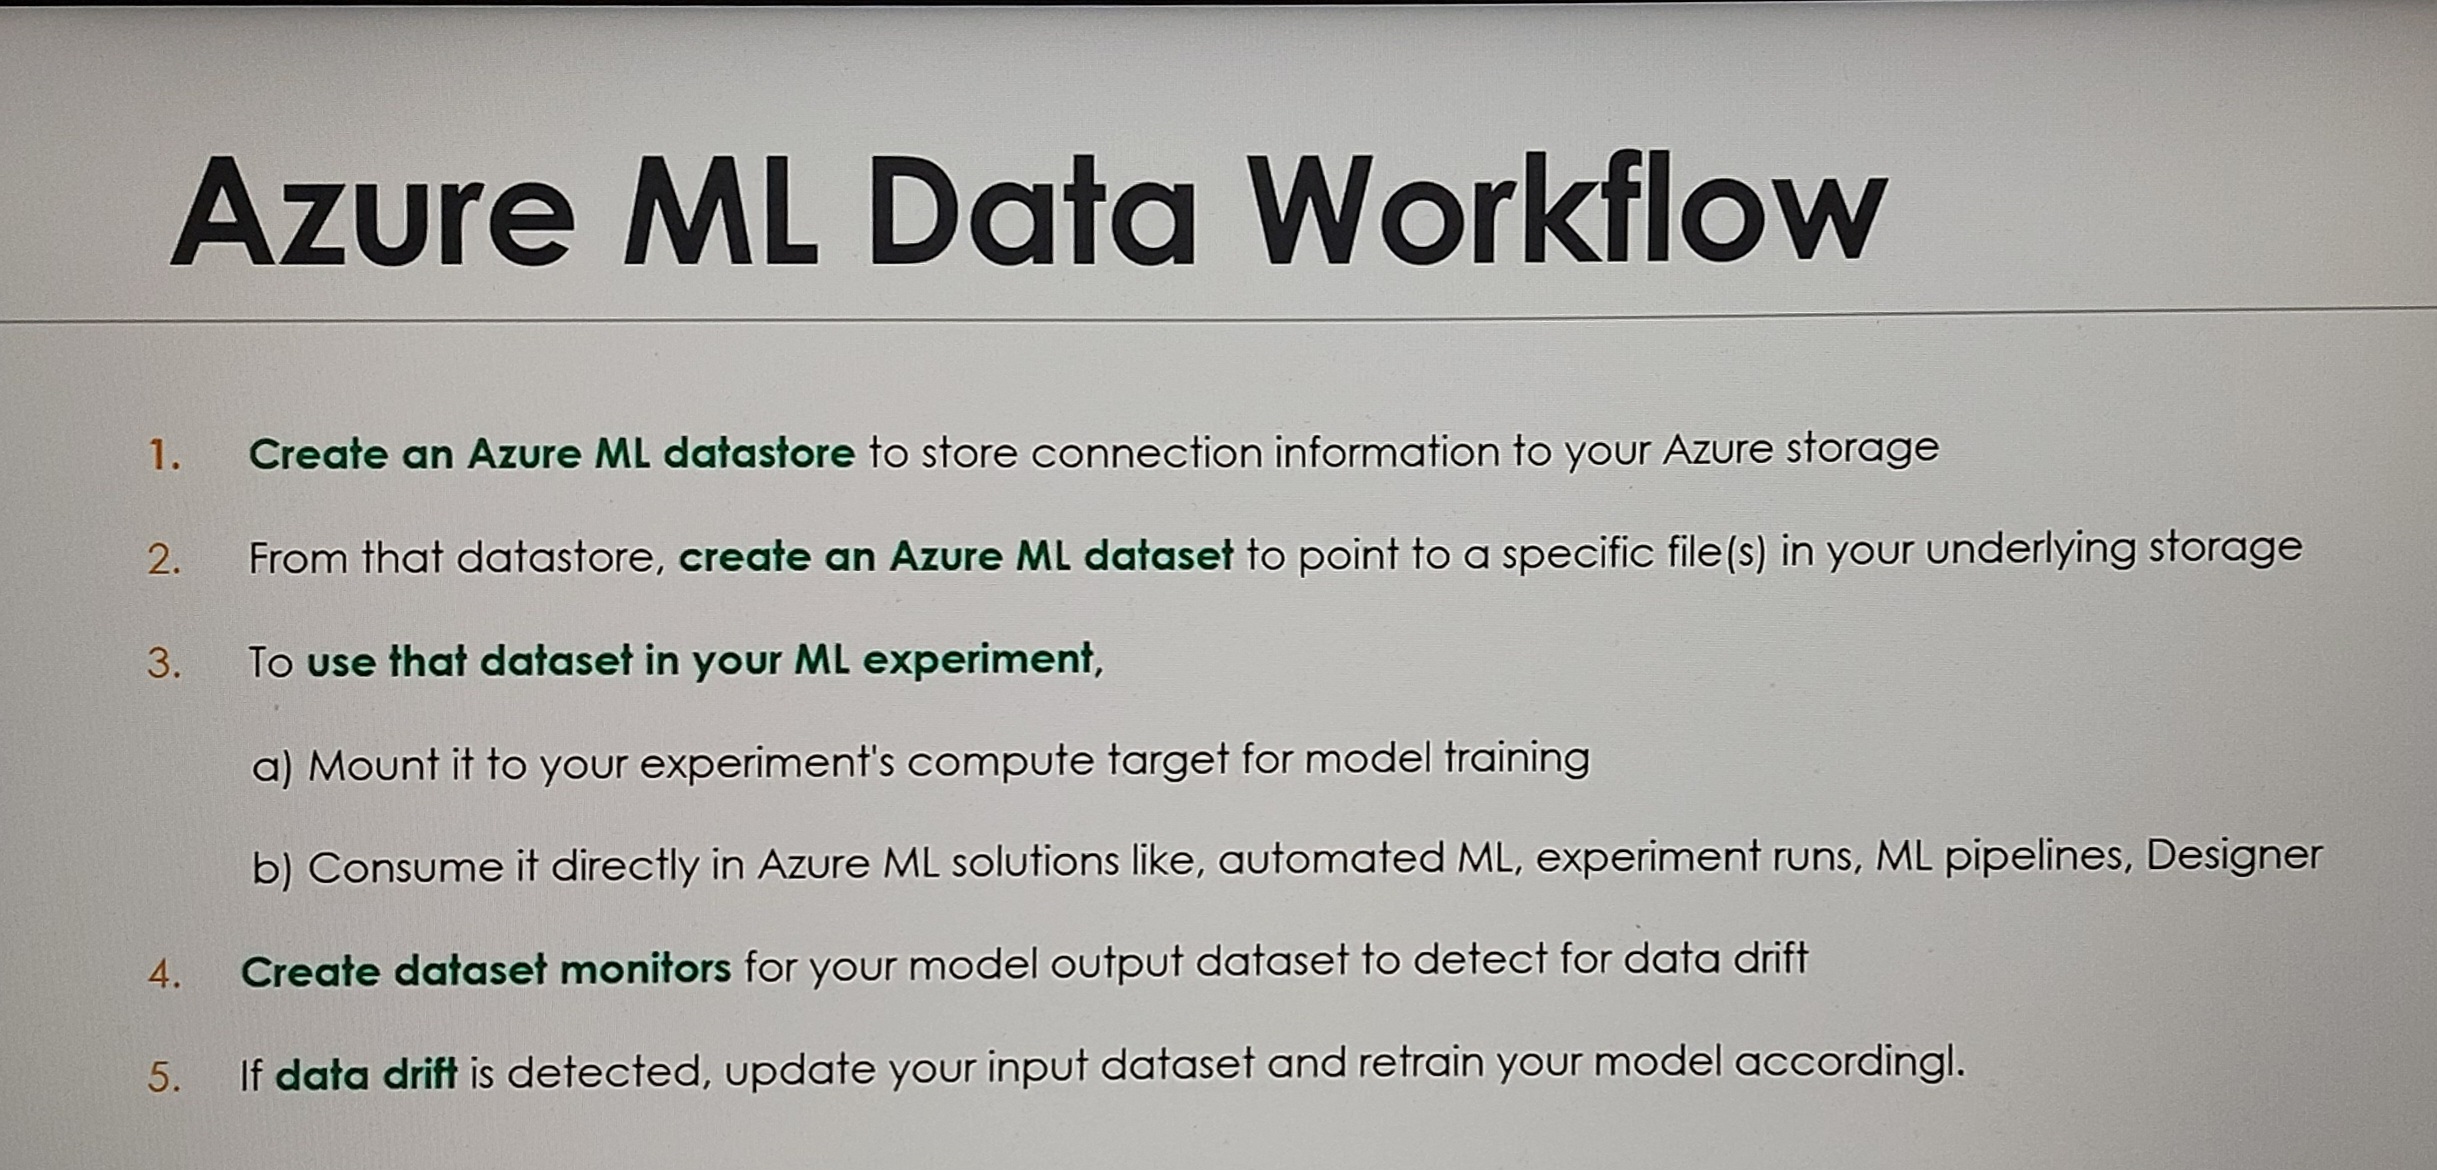 Azure ML Data Workflow
1. Create an Azure ML datastore to store connection information to your Azure storage
2. From that datastore, create an Azure ML dataset to point to a specific file(s) in your underlying storage
3. To use that dataset in your ML experiment,
a) Mount it to your experiment's compute target for model training
b) Consume it directly in Azure ML solutions like, automated ML, experiment runs, ML pipelines, Designer
4. Create dataset monitors for your model output dataset to detect for data drift
5. If data drift is detected, update your input dataset and retrain your model accordingl.